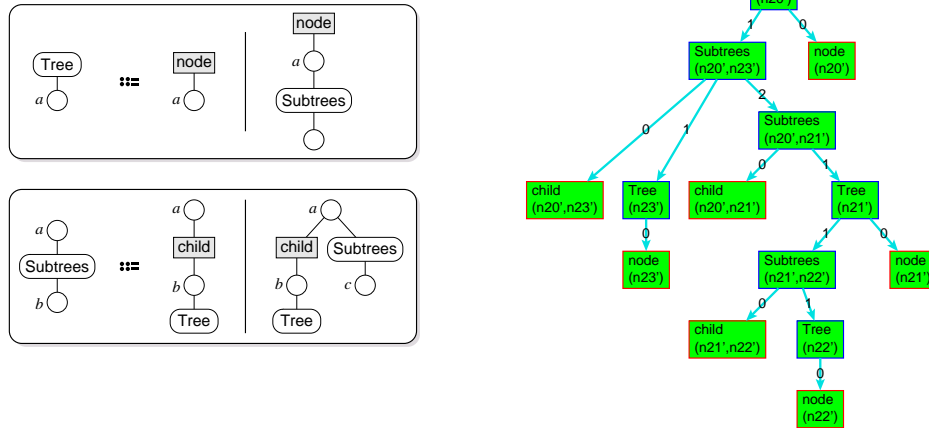 node
Tree
::=
node
a
a
a
Subtrees
a
a
a
child
child
Subtrees
Subtrees
::=
b
b
b
c
Tree
Tree
1
0
Subtrees
(n20',n23')
node
(n20')
0
1
2
Subtrees
(n20',n21')
0
1
child
(n20',n23')
Tree
(n23')
child
(n20',n21')
Tree
(n21')
0
1
0
node
(n23')
Subtrees
(n21',n22')
node
(n21')
0
1
child
(n21',n22')
Tree
(n22')
0
node
(n22')